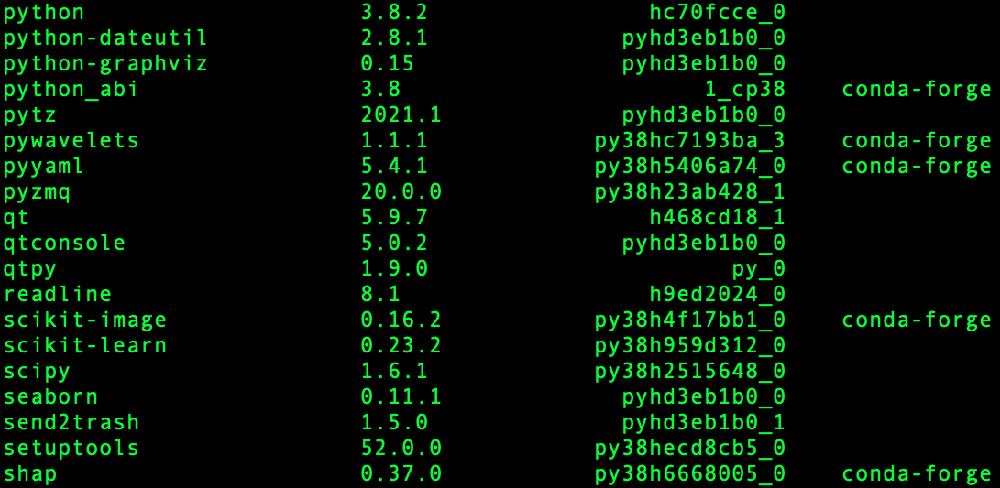 python 3.8.2 hc70fcce_0
python-dateutil 2.8.1 pyhd3eb1b0_0
python-graphviz 0.15 pyhd3eb1b0_0
python_abi 3.8 1_cp38 conda-forge
pytz 2021.1 pyhd3eb1b0_0
pywavelets 1.1.1 py38hc7193ba_3 conda-forge
pyyaml 5.4.1 py38h5406a74_0 conda-forge
pyzmq 20.0.0 py38h23ab428_1
qt 5.9.7 h468cd18_1
qtconsole 5.0.2 pyhd3eb1b0_0
qtpy 1.9.0 py_0
readline 8.1 h9ed2024_0
scikit-image 0.16.2 py38h4f17bb1_0 conda-forge
scikit-learn 0.23.2 py38h959d312_0
scipy 1.6.1 py38h2515648_0
seaborn 0.11.1 pyhd3eb1b0_0
send2trash 1.5.0 pyhd3eb1b0_1
setuptools 52.0.0 py38hecd8cb5_0
shap 0.37.0 py38h6668005_0 conda-forge